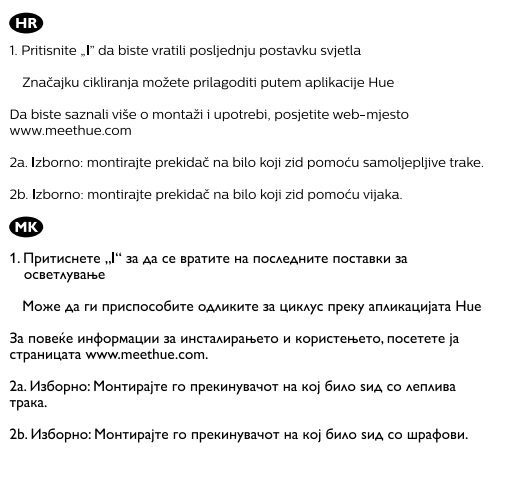 HR
1. Pritisnite „I” da biste vratili posljednju postavku svjetla
Značajku cikliranja možete prilagoditi putem aplikacije Hue
Da biste saznali više o montaži i upotrebi, posjetite web-mjesto
www.meethue.com
2a. Izborno: montirajte prekidač na bilo koji zid pomoću samoljepljive trake.
2b. Izborno: montirajte prekidač na bilo koji zid pomoću vijaka.
MK
1. Притиснете „I“ за да се вратите на последните поставки за
осветлување
Може да ги приспособите одликите за циклус преку апликацијата Hue
За повеќе информации за инсталирањето и користењето, посетете ја
страницата www.meethue.com.
2a. Изборно: Монтирајте го прекинувачот на кој било ѕид со леплива
трака.
2b. Изборно: Монтирајте го прекинувачот на кој било ѕид со шрафови.